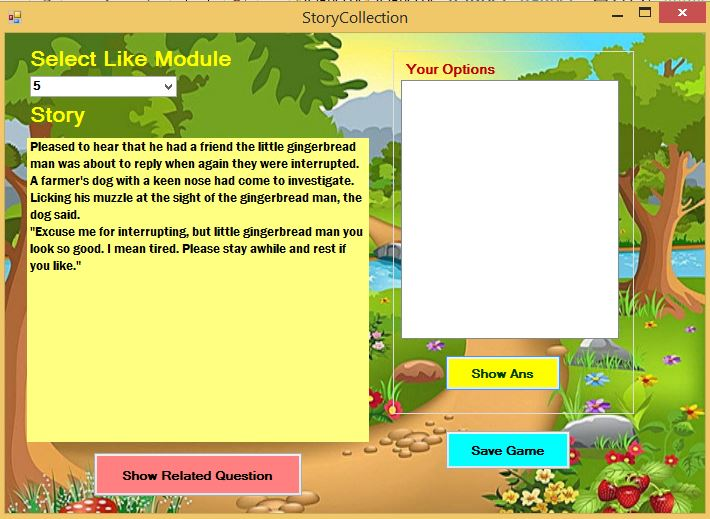 StoryCollection
Select Like Module
5
Story
Pleased to hear that he had a friend the little gingerbread
man was about to reply when again they were interrupted.
A farmer's dog with a keen nose had come to investigate.
Licking his muzzle at the sight of the gingerbread man, the
dog said.
"Excuse me for interrupting, but little gingerbread man you
look so good. I mean tired. Please stay awhile and rest if
you like."
Show Related Question
Your Options
Show Ans
Save Game